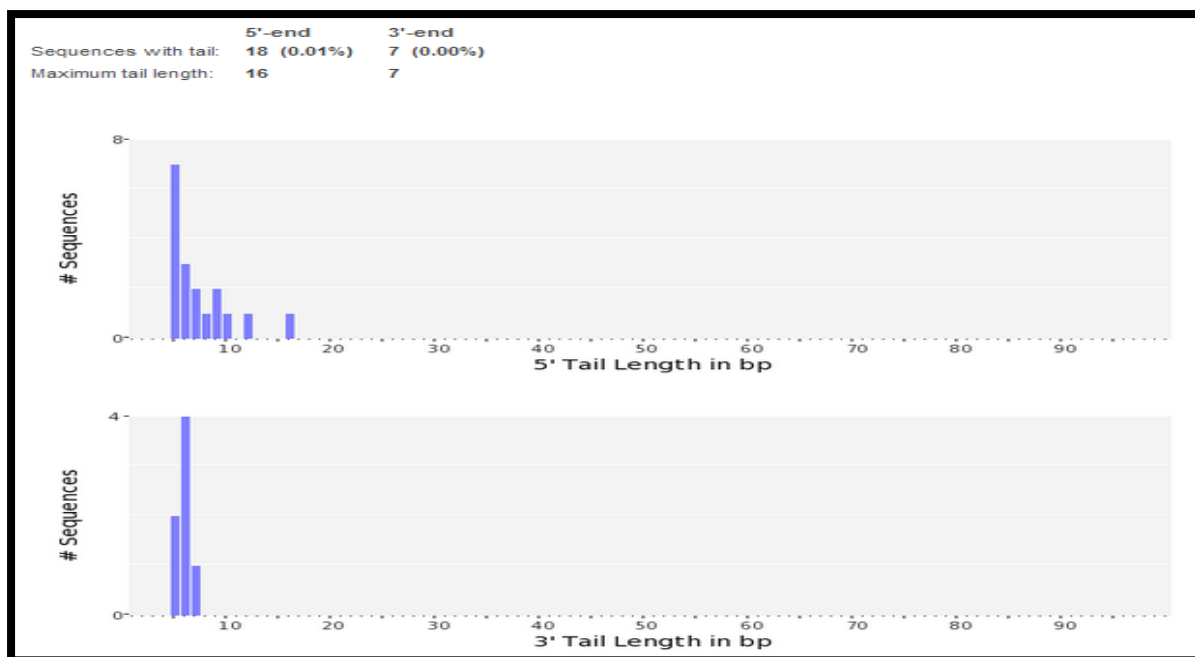 5'-end 3'-end
Sequences with tail: 18 (0.01%) 7 (0.00%)
Maximum tail length: 16 7
8
# Sequences
0
10 20 30 40 50 60 70 80 90
5' Tail Length in bp
4
# Sequences
0
10 20 30 40 50 60 70 80 90
3' Tail Length in bp